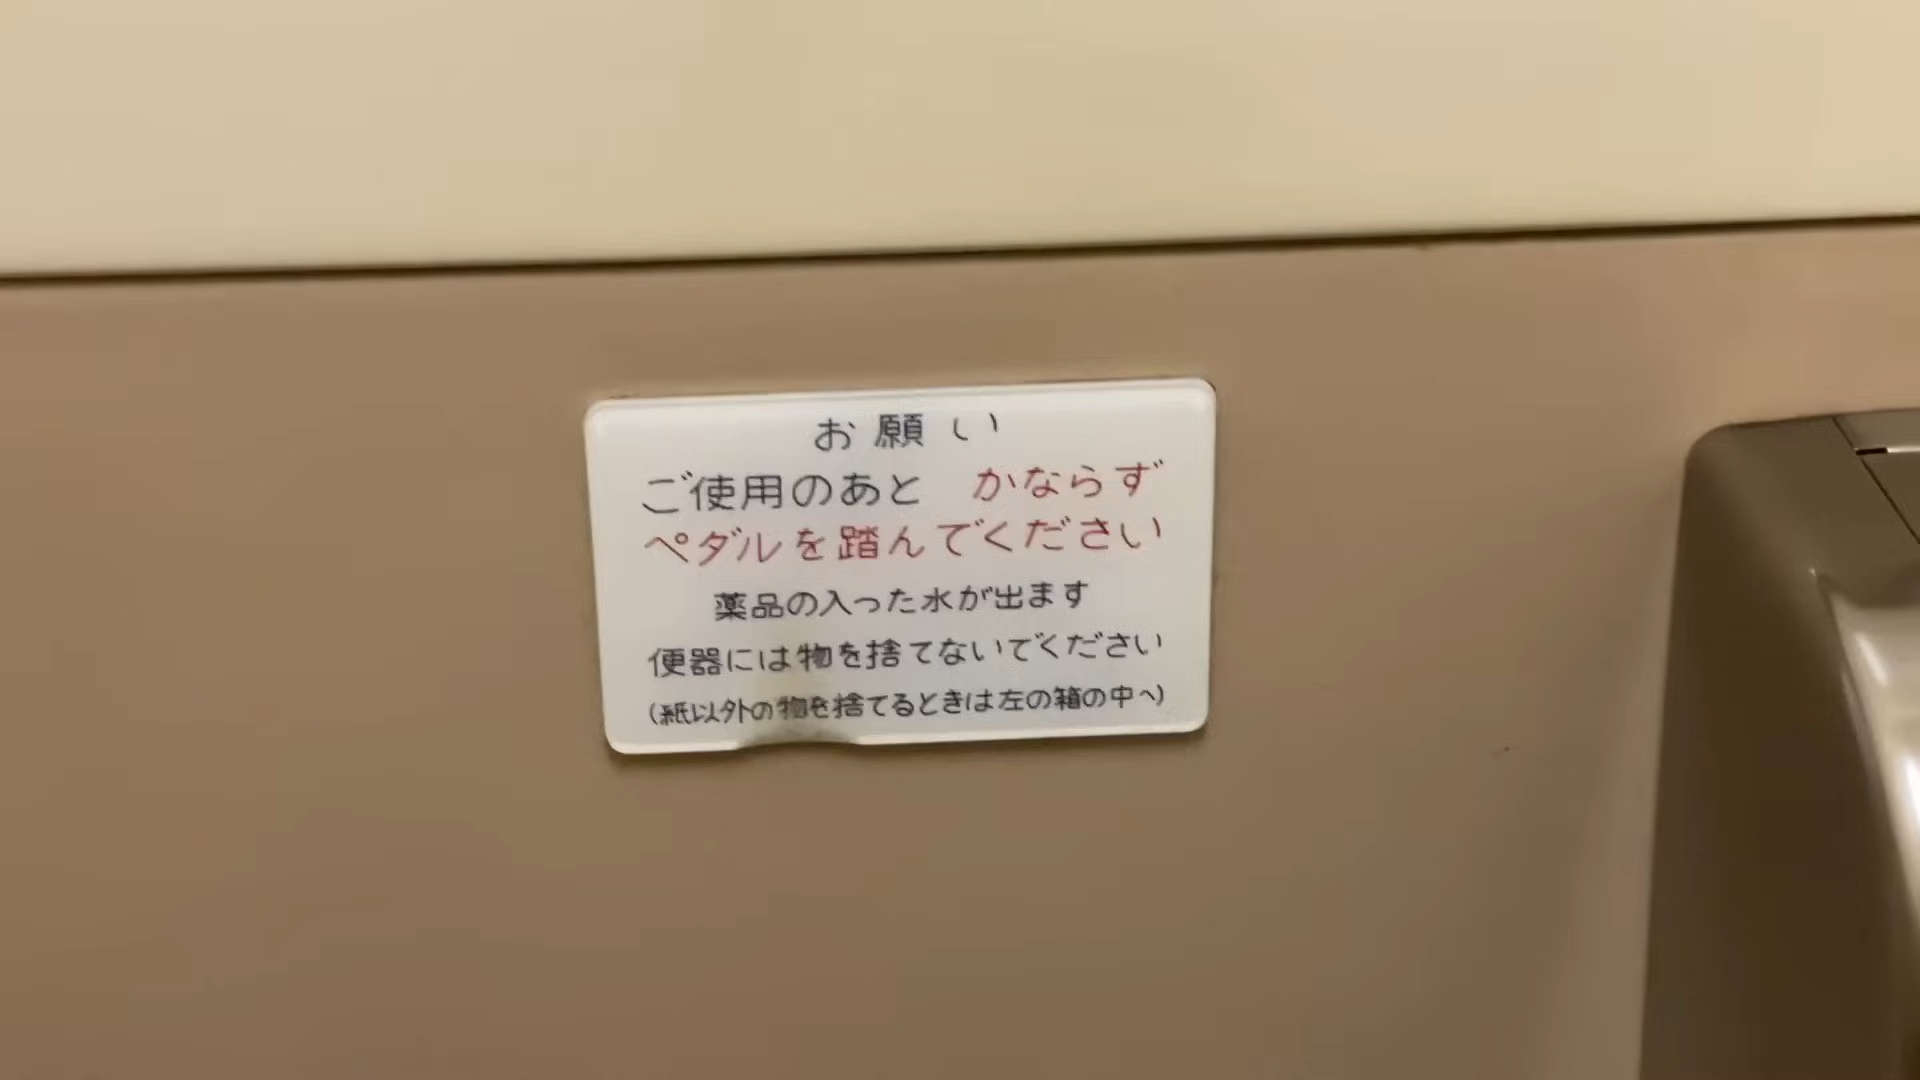 お願い
ご使用のあと かならず
ペダルを踏んでください
薬品の入った水が出ます
便器には物を捨てないでください
(紙以外の物を捨てるときは左の箱の中へ)